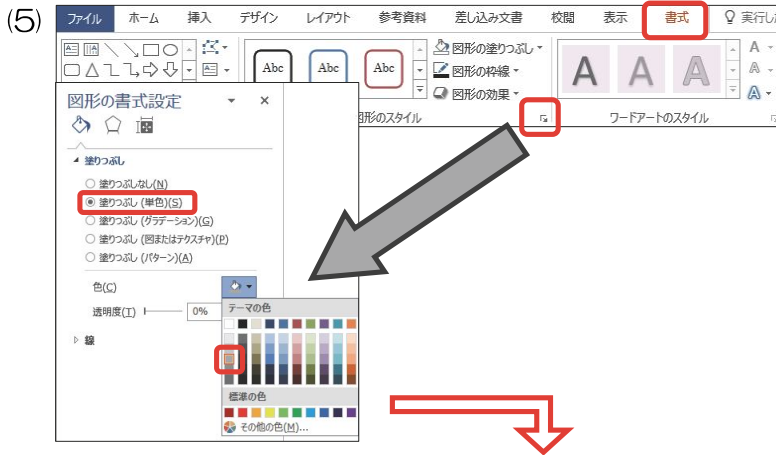 (5)
ファイル ホーム 挿入 デザイン レイアウト 参考資料 差し込み文書 校閲 表示 書式 実行した
Abc Abc Abc 図形の塗りつぶし A A A A
図形の枠線 A
図形の効果 A
図形のスタイル ワードアートのスタイル
図形の書式設定
塗りつぶし
塗りつぶしなし(N)
塗りつぶし (単色)(S)
塗りつぶし (グラデーション)(G)
塗りつぶし (図またはテクスチャ)(P)
塗りつぶし (パターン)(A)
色(C)
透明度(T) 0%
線
テーマの色
標準の色
その他の色(M)...